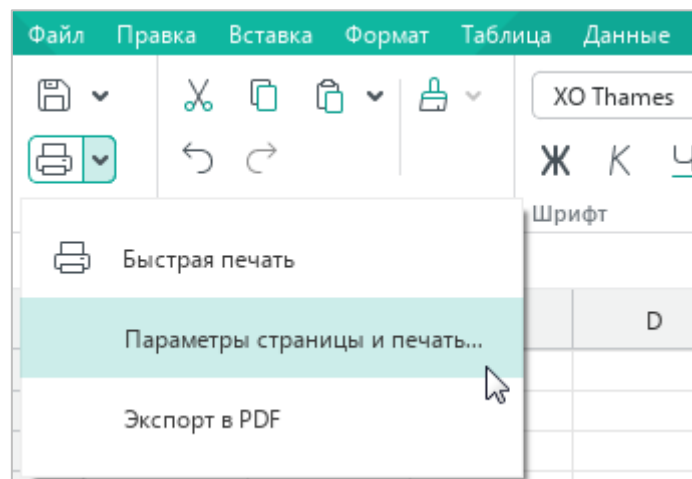 Файл Правка Вставка Формат Таблица Данные
XO Thames
Ж К Ч
Шрифт
Быстрая печать
D
Параметры страницы и печать...
Экспорт в PDF